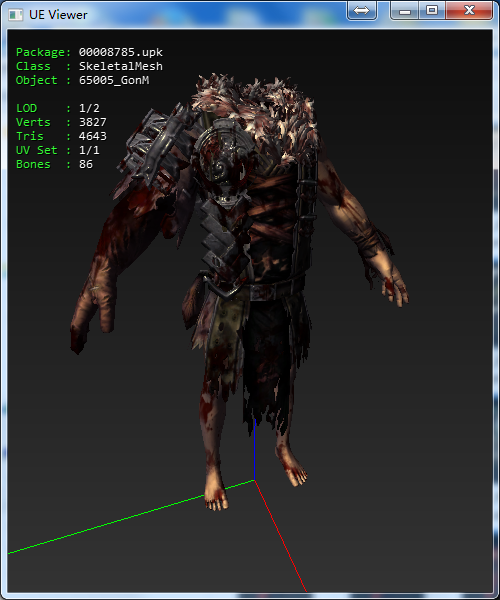 UE Viewer
Package: 00008785.upk
Class : SkeletalMesh
Object : 65005_GonM
LOD : 1/2
Verts : 3827
Tris : 4643
UV Set : 1/1
Bones : 86